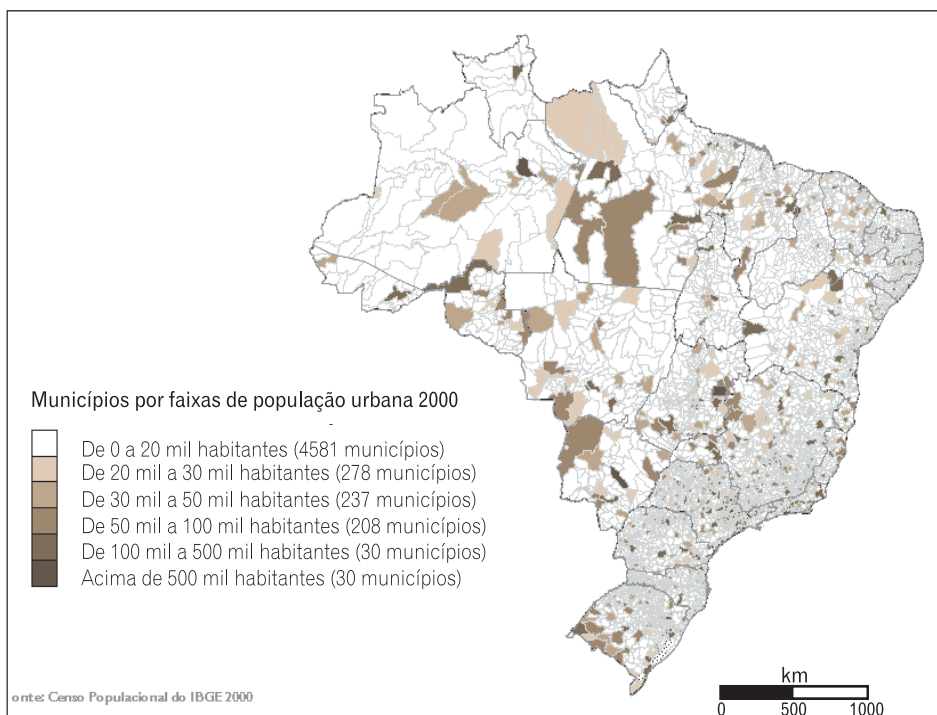 Municípios por faixas de população urbana 2000
De 0 a 20 mil habitantes (4581 municípios)
De 20 mil a 30 mil habitantes (278 municípios)
De 30 mil a 50 mil habitantes (237 municípios)
De 50 mil a 100 mil habitantes (208 municípios)
De 100 mil a 500 mil habitantes (30 municípios)
Acima de 500 mil habitantes (30 municípios)
onte: Censo Populacional do IBGE 2000
km
0 500 1000